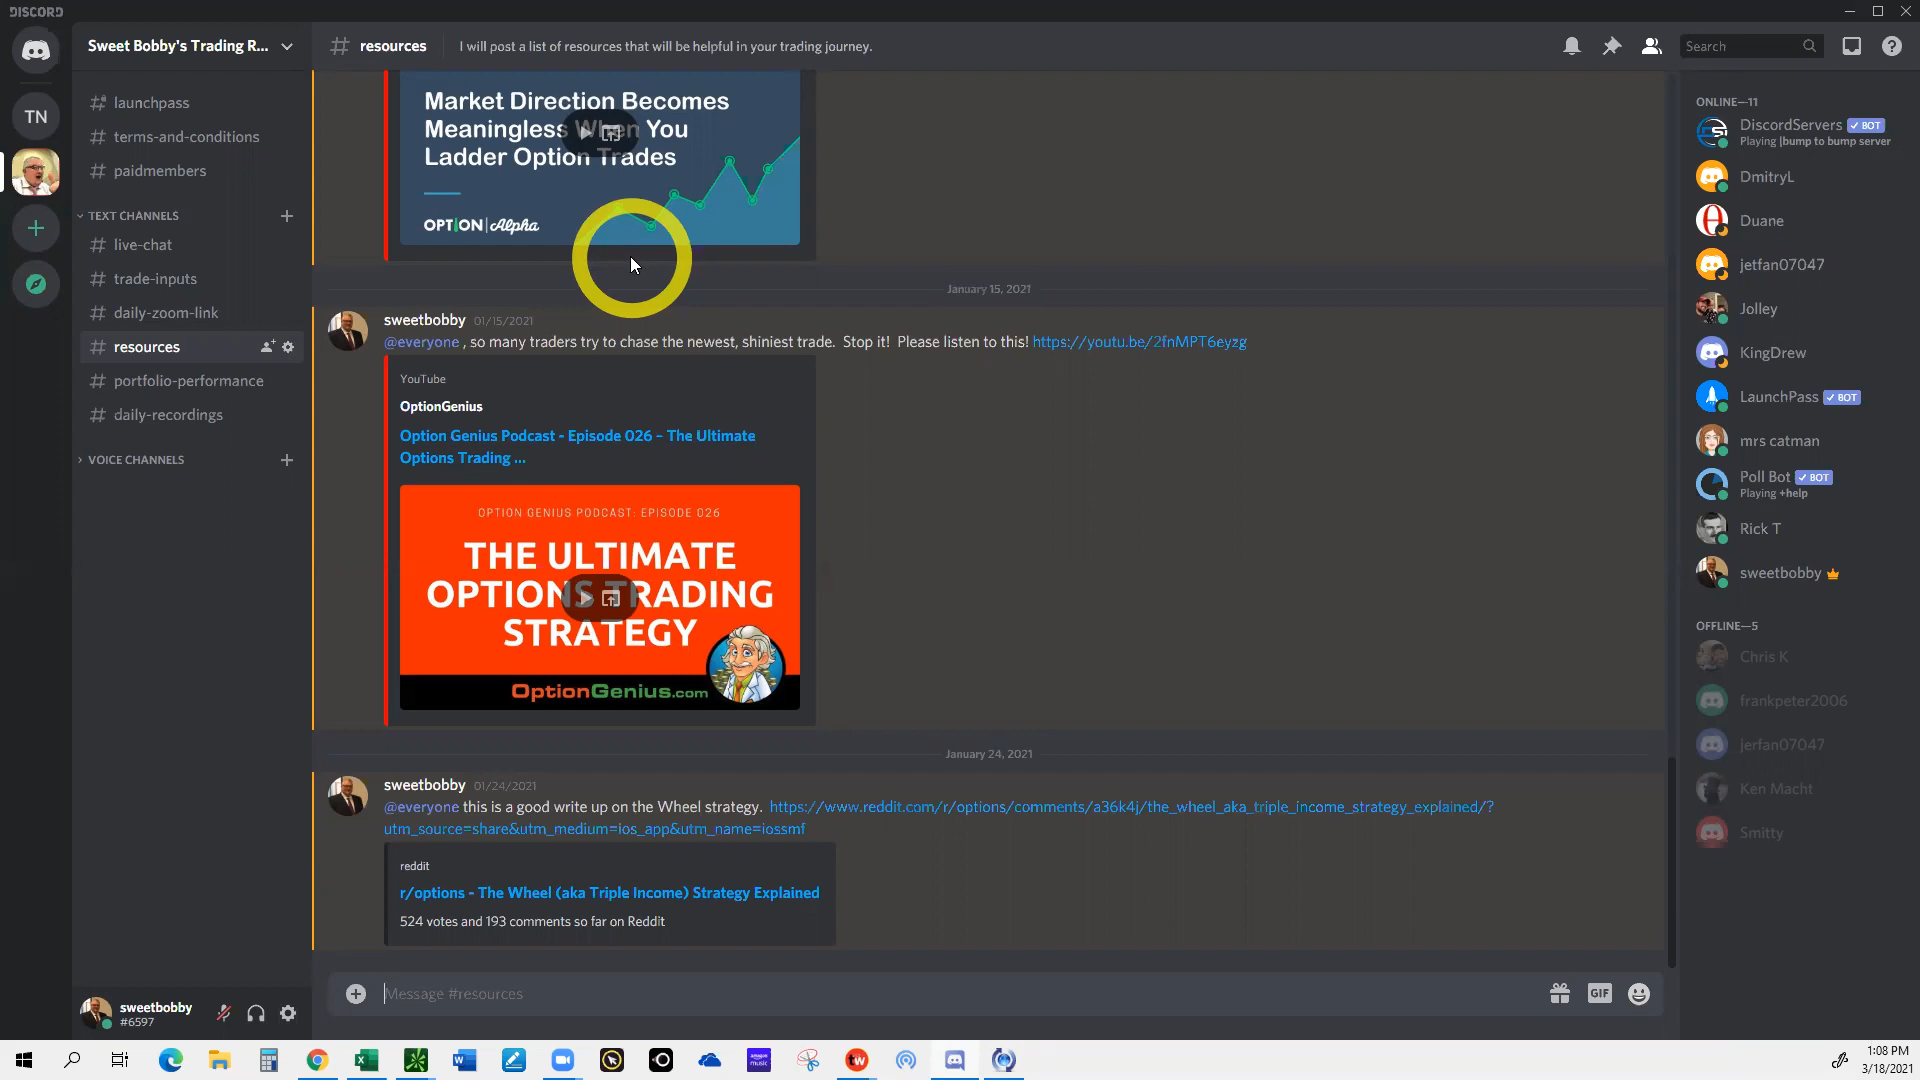 DISCORD
Sweet Bobby's Trading R...
resources
I will post a list of resources that will be helpful in your trading journey.
Search
TN
launchpass
terms-and-conditions
paidmembers
TEXT CHANNELS
live-chat
trade-inputs
daily-zoom-link
resources
portfolio-performance
daily-recordings
VOICE CHANNELS
Market Direction Becomes
Meaningless When You
Ladder Option Trades
OPTION | Alpha
January 15, 2021
sweetbobby 01/15/2021
@everyone , so many traders try to chase the newest, shiniest trade. Stop it! Please listen to this! https://youtu.be/2fnMPT6eyzg
YouTube
OptionGenius
Option Genius Podcast - Episode 026 – The Ultimate
Options Trading ...
OPTION GENIUS PODCAST: EPISODE 026
THE ULTIMATE
OPTIONS TRADING
STRATEGY
OptionGenius.com
January 24, 2021
sweetbobby 01/24/2021
@everyone this is a good write up on the Wheel strategy. https://www.reddit.com/r/options/comments/a36k4j/the_wheel_aka_triple_income_strategy_explained/?
utm_source=share&utm_medium=ios_app&utm_name=iossmf
reddit
r/options - The Wheel (aka Triple Income) Strategy Explained
524 votes and 193 comments so far on Reddit
Message #resources
GIF
ONLINE—11
DiscordServers BOT
Playing |bump to bump server
DmitryL
Duane
jetfan07047
Jolley
KingDrew
LaunchPass BOT
mrs catman
Poll Bot BOT
Playing +help
Rick T
sweetbobby
OFFLINE—5
Chris K
frankpeter2006
jerfan07047
Ken Macht
Smitty
sweetbobby
#6597
1:08 PM
3/18/2021